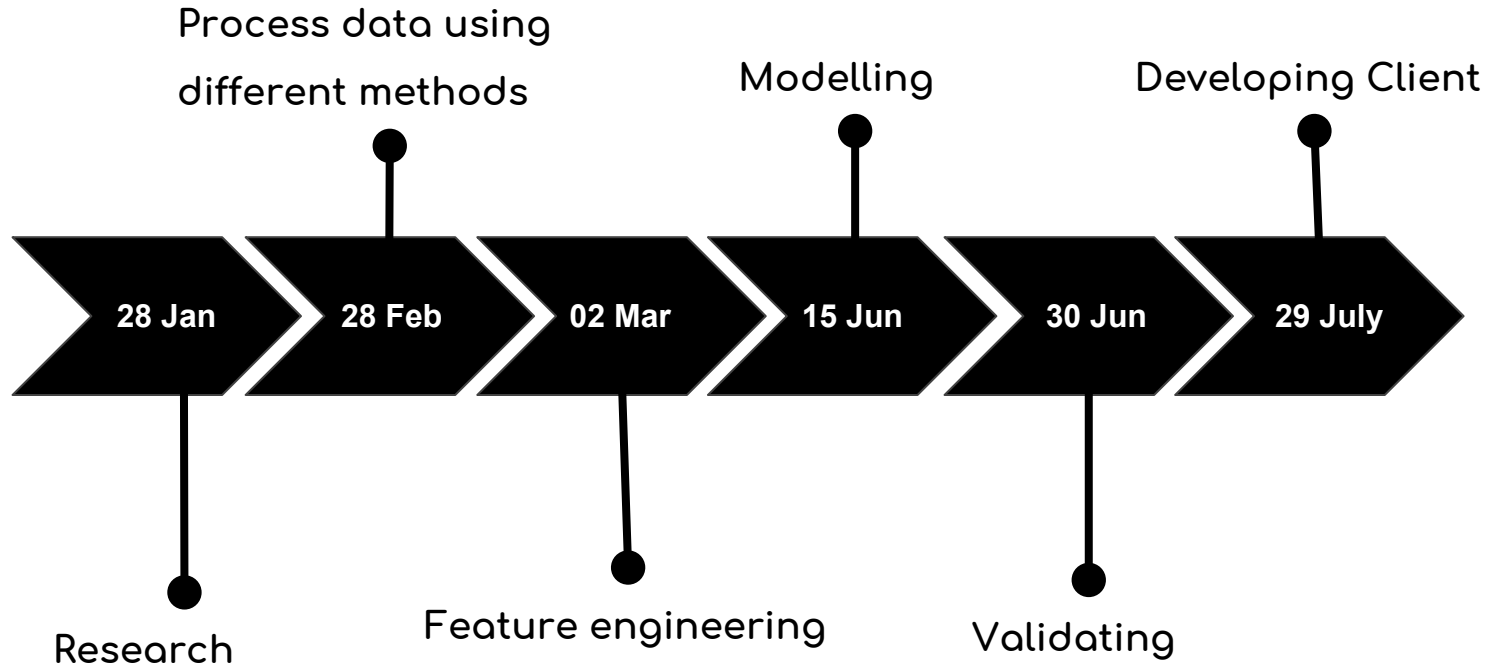 Process data using
different methods
Modelling
Developing Client
28 Jan
28 Feb
02 Mar
15 Jun
30 Jun
29 July
Research
Feature engineering
Validating